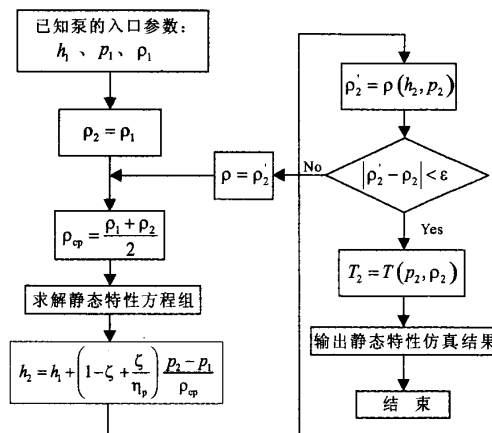 已知泵的入口参数:
h₁、p₁、ρ₁
ρ₂ = ρ₁
ρ_cp = (ρ₁ + ρ₂) / 2
求解静态特性方程组
h₂ = h₁ + (1 − ζ + ζ/η_p) (p₂ − p₁)/ρ_cp
ρ₂' = ρ(h₂, p₂)
|ρ₂' − ρ₂| < ε
No
ρ = ρ₂'
Yes
T₂ = T(p₂, ρ₂)
输出静态特性仿真结果
结 束